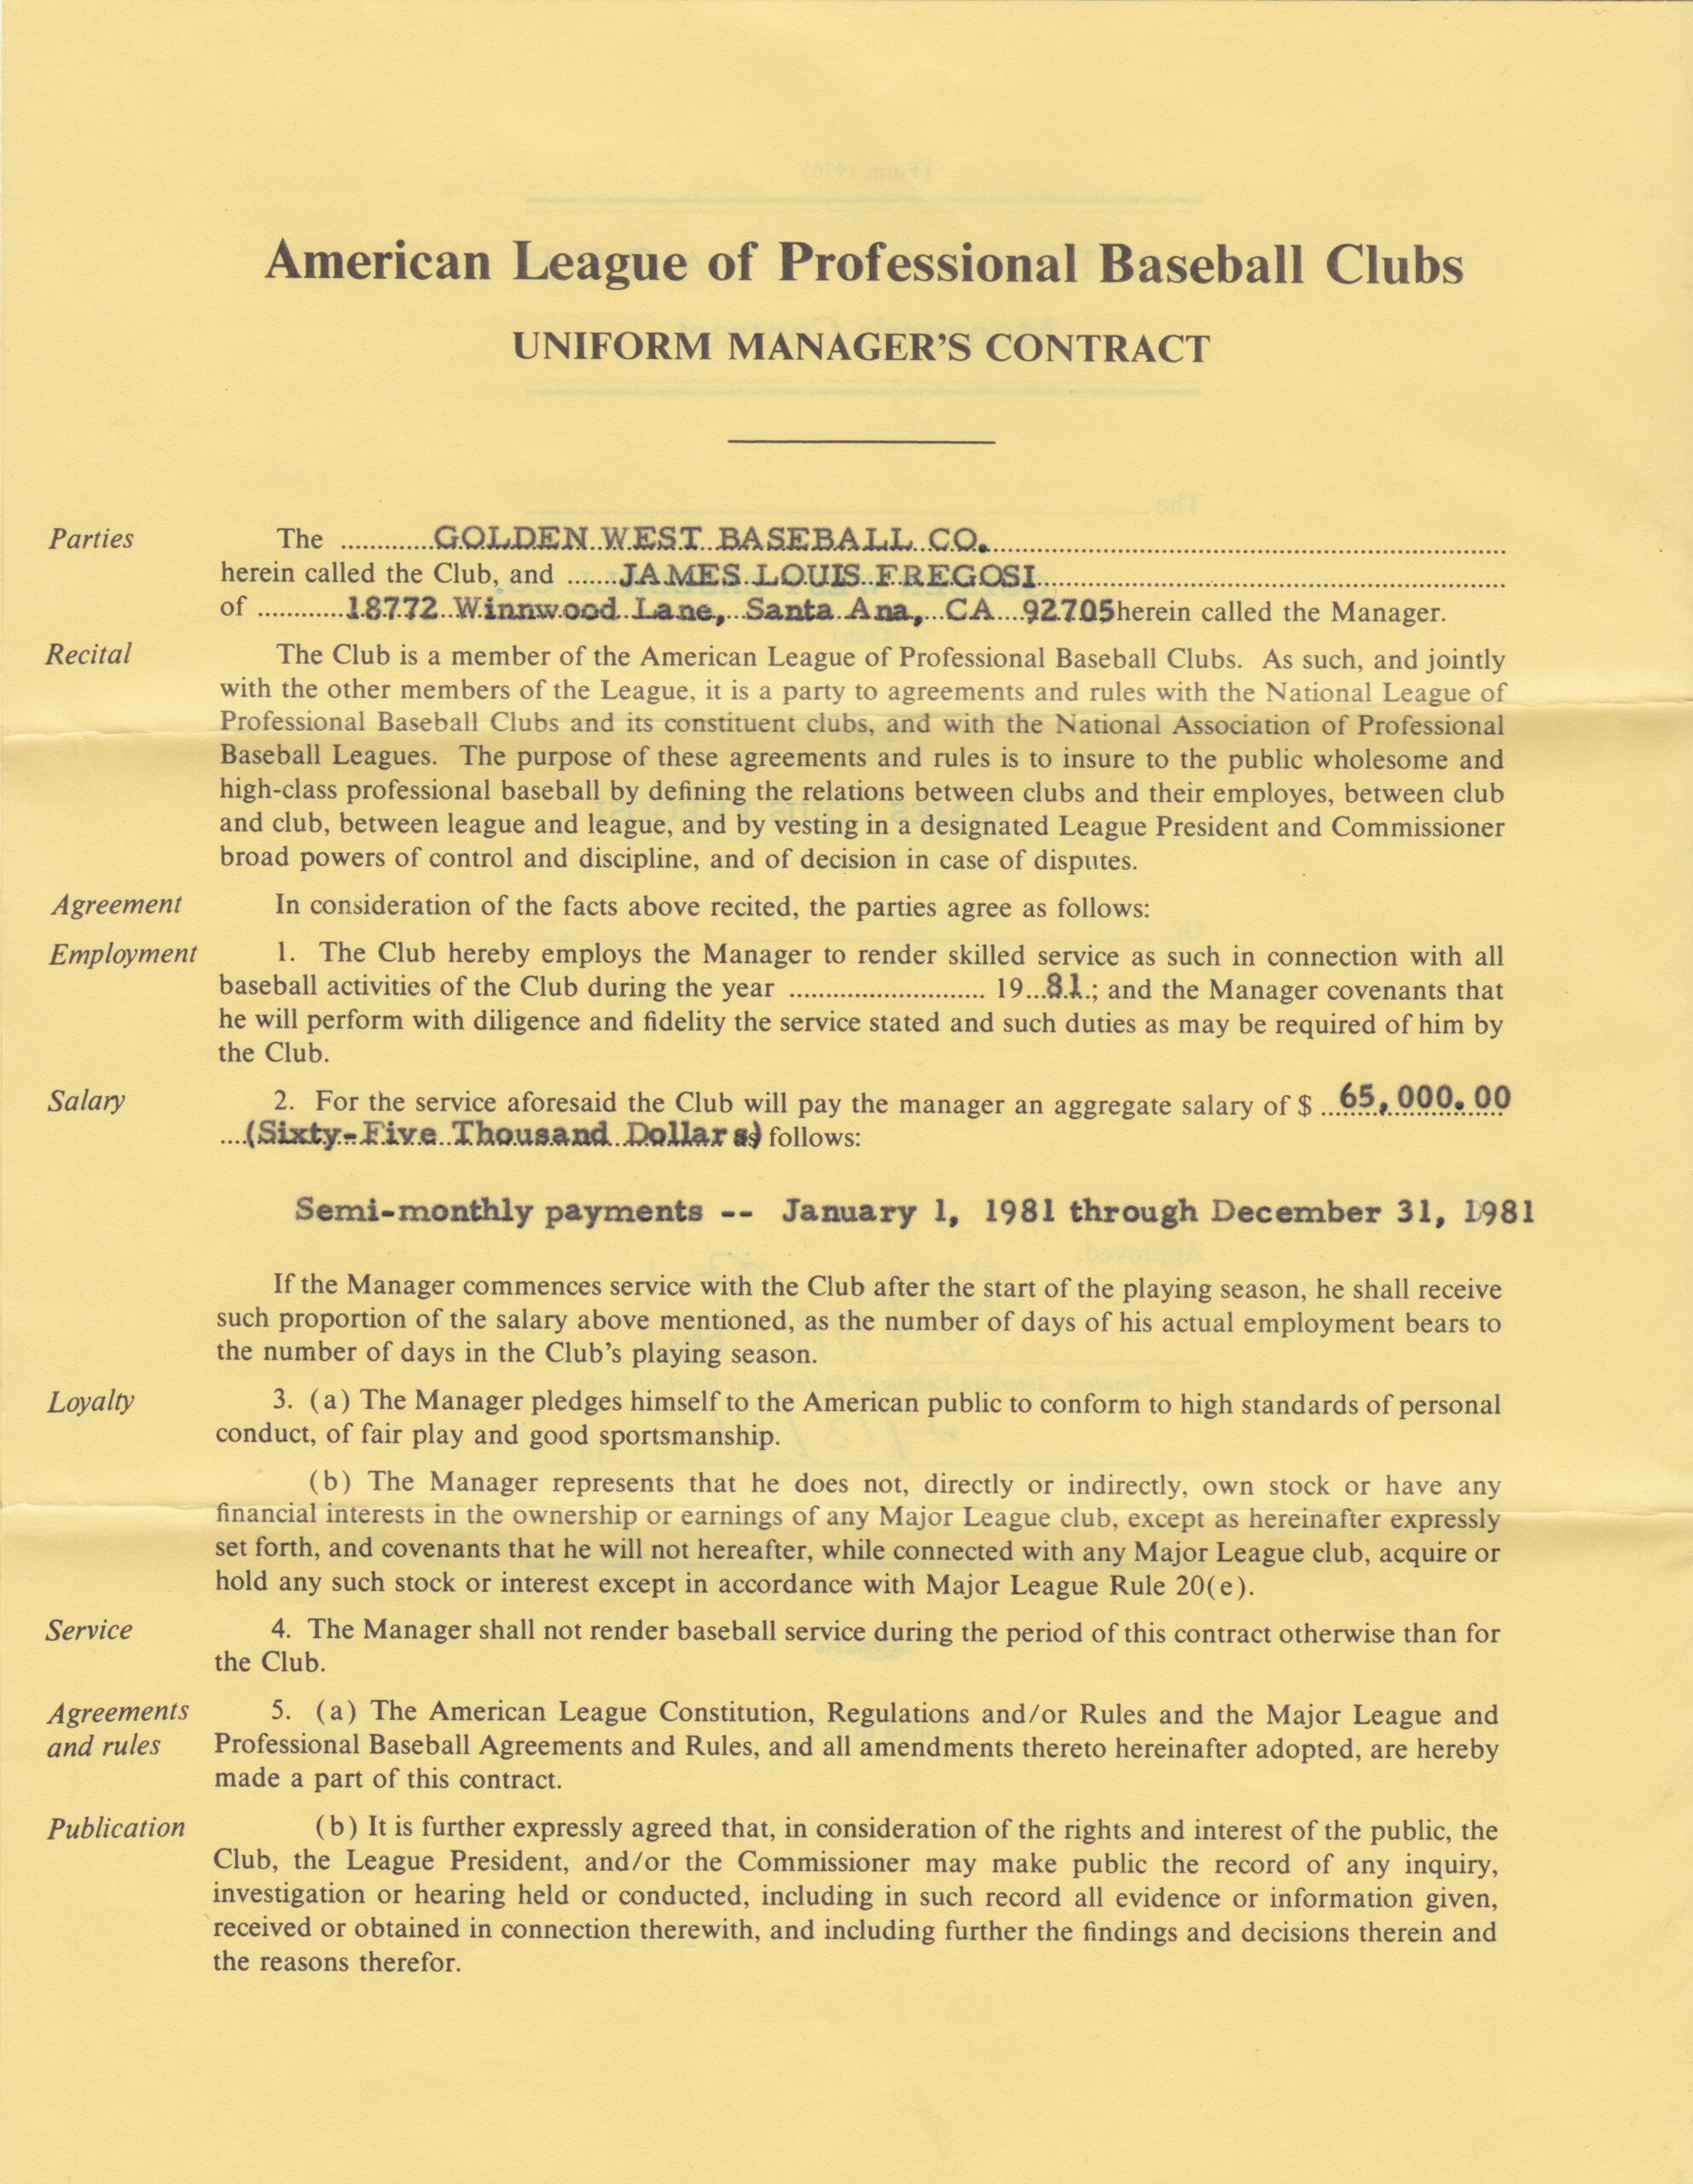 American League of Professional Baseball Clubs
UNIFORM MANAGER'S CONTRACT
Parties The ............GOLDEN WEST BASEBALL CO.............
herein called the Club, and .......JAMES LOUIS FREGOSI.............
of ............18772 Winnwood Lane, Santa Ana, CA 92705 herein called the Manager.
Recital The Club is a member of the American League of Professional Baseball Clubs. As such, and jointly
with the other members of the League, it is a party to agreements and rules with the National League of
Professional Baseball Clubs and its constituent clubs, and with the National Association of Professional
Baseball Leagues. The purpose of these agreements and rules is to insure to the public wholesome and
high-class professional baseball by defining the relations between clubs and their employes, between club
and club, between league and league, and by vesting in a designated League President and Commissioner
broad powers of control and discipline, and of decision in case of disputes.
Agreement In consideration of the facts above recited, the parties agree as follows:
Employment 1. The Club hereby employs the Manager to render skilled service as such in connection with all
baseball activities of the Club during the year .......................... 19...81.; and the Manager covenants that
he will perform with diligence and fidelity the service stated and such duties as may be required of him by
the Club.
Salary 2. For the service aforesaid the Club will pay the manager an aggregate salary of $ ..65,000.00
....(Sixty-Five Thousand Dollars) follows:
Semi-monthly payments -- January 1, 1981 through December 31, 1981
If the Manager commences service with the Club after the start of the playing season, he shall receive
such proportion of the salary above mentioned, as the number of days of his actual employment bears to
the number of days in the Club's playing season.
Loyalty 3. (a) The Manager pledges himself to the American public to conform to high standards of personal
conduct, of fair play and good sportsmanship.
(b) The Manager represents that he does not, directly or indirectly, own stock or have any
financial interests in the ownership or earnings of any Major League club, except as hereinafter expressly
set forth, and covenants that he will not hereafter, while connected with any Major League club, acquire or
hold any such stock or interest except in accordance with Major League Rule 20(e).
Service 4. The Manager shall not render baseball service during the period of this contract otherwise than for
the Club.
Agreements 5. (a) The American League Constitution, Regulations and/or Rules and the Major League and
and rules Professional Baseball Agreements and Rules, and all amendments thereto hereinafter adopted, are hereby
made a part of this contract.
Publication (b) It is further expressly agreed that, in consideration of the rights and interest of the public, the
Club, the League President, and/or the Commissioner may make public the record of any inquiry,
investigation or hearing held or conducted, including in such record all evidence or information given,
received or obtained in connection therewith, and including further the findings and decisions therein and
the reasons therefor.